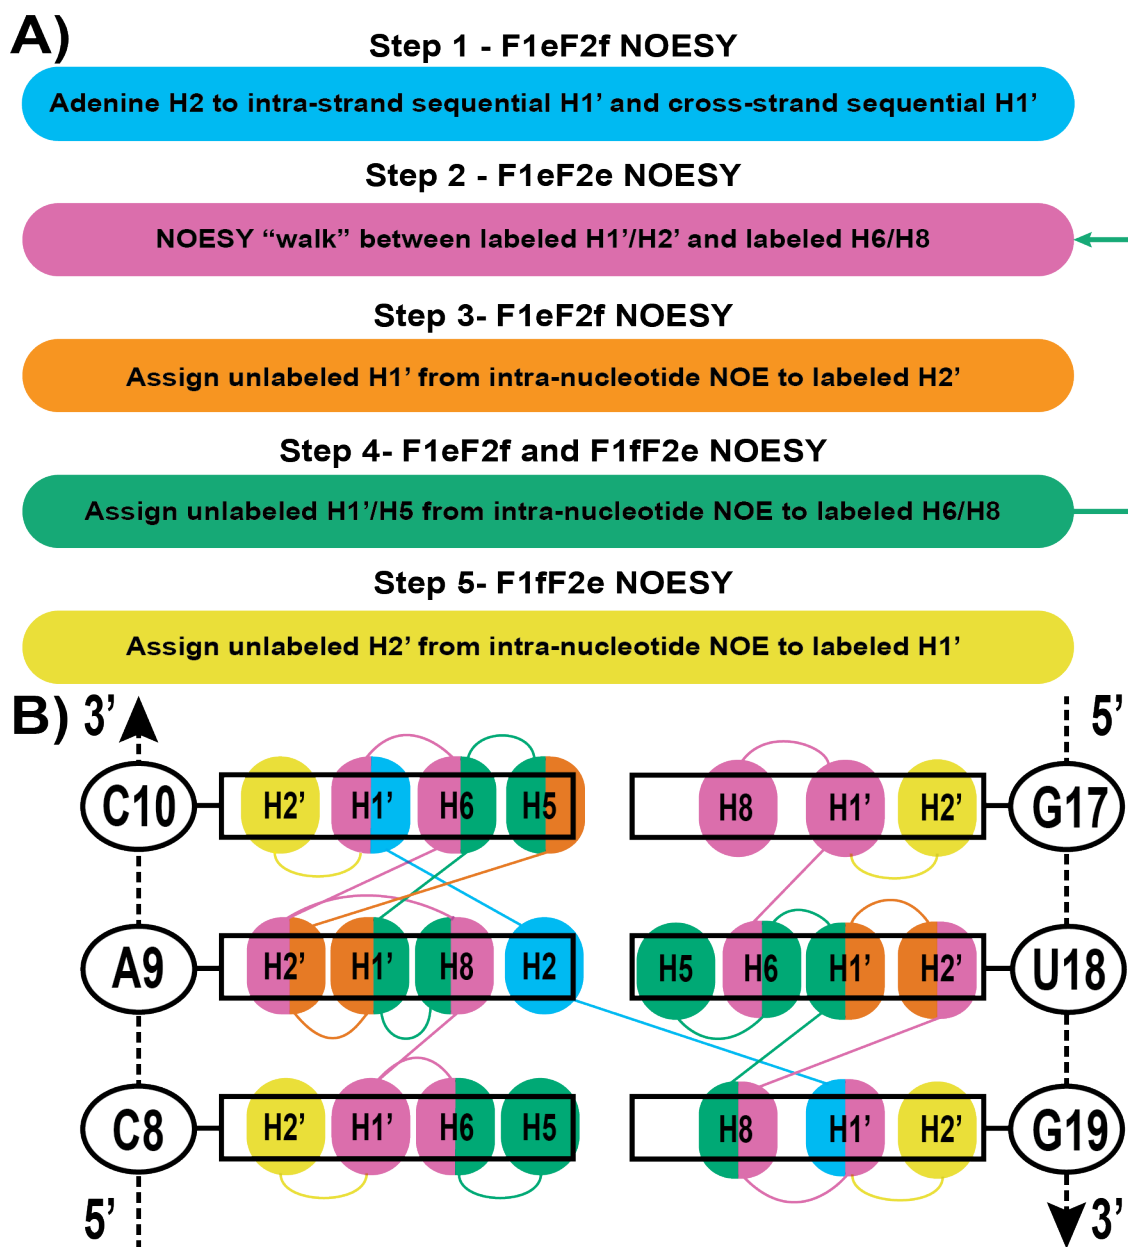 A)
Step 1 - F1eF2f NOESY
Adenine H2 to intra-strand sequential H1’ and cross-strand sequential H1’
Step 2 - F1eF2e NOESY
NOESY “walk” between labeled H1’/H2’ and labeled H6/H8
Step 3- F1eF2f NOESY
Assign unlabeled H1’ from intra-nucleotide NOE to labeled H2’
Step 4- F1eF2f and F1fF2e NOESY
Assign unlabeled H1’/H5 from intra-nucleotide NOE to labeled H6/H8
Step 5- F1fF2e NOESY
Assign unlabeled H2’ from intra-nucleotide NOE to labeled H1’
B) 3’ 5’
C10 H2’ H1’ H6 H5 H8 H1’ H2’ G17
A9 H2’ H1’ H8 H2 H5 H6 H1’ H2’ U18
C8 H2’ H1’ H6 H5 H8 H1’ H2’ G19
5’ 3’